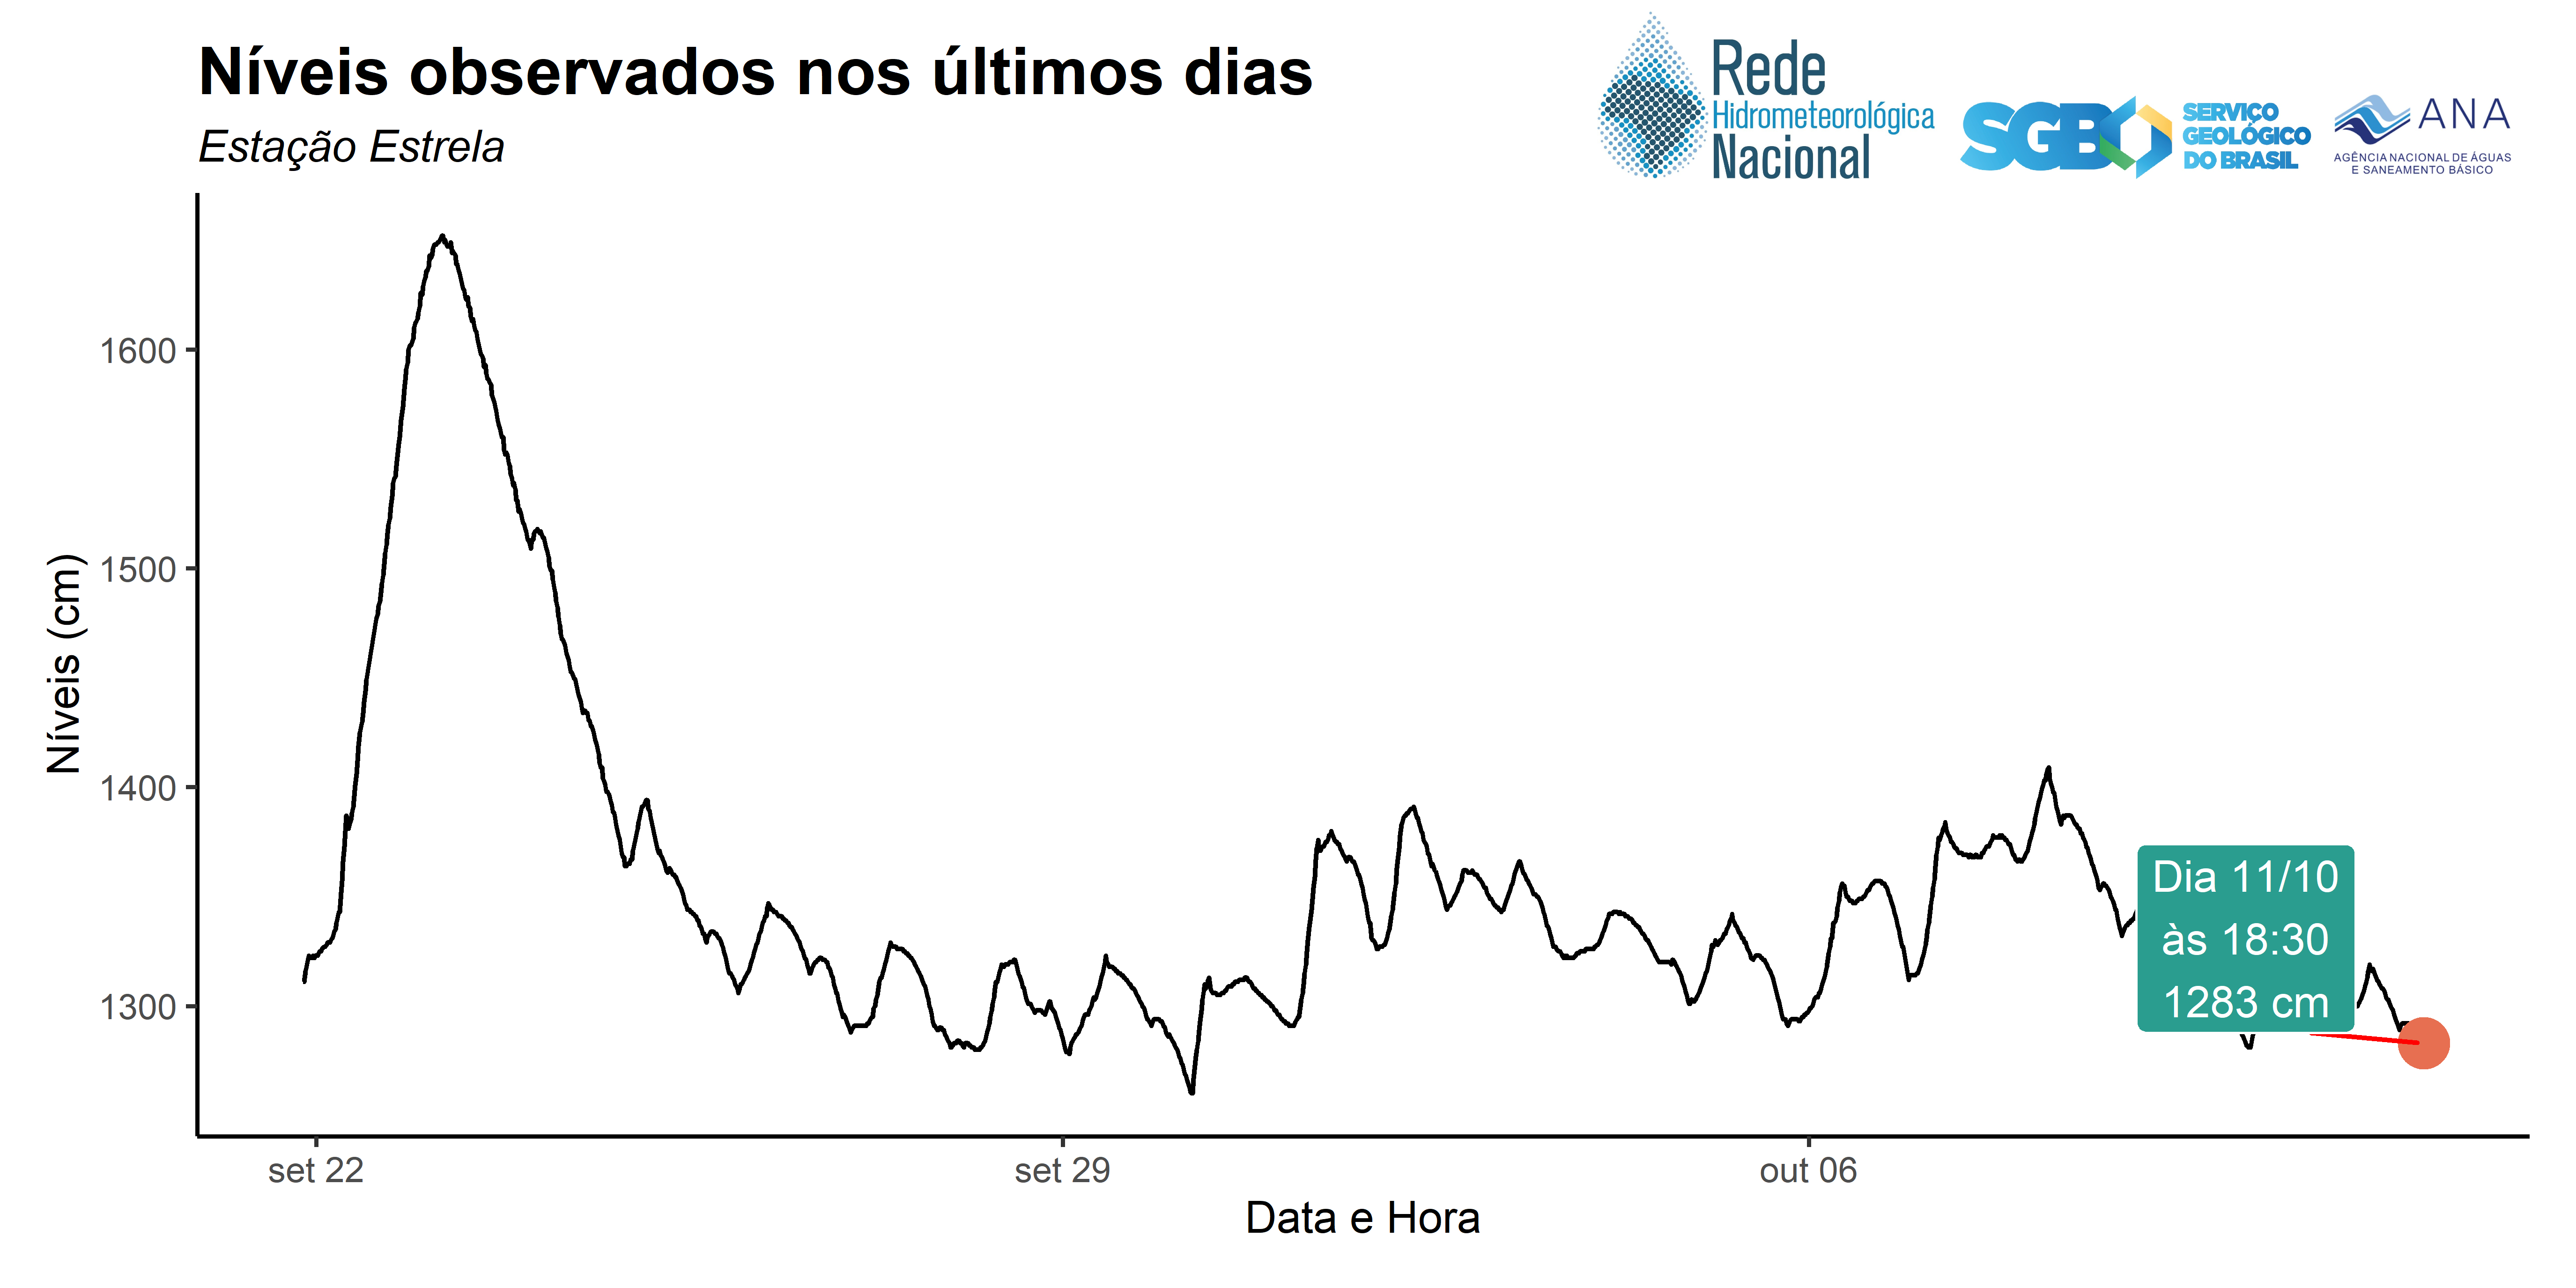 Níveis observados nos últimos dias
Estação Estrela
Rede
Hidrometeorológica
Nacional
SGB
SERVIÇO
GEOLÓGICO
DO BRASIL
ANA
AGÊNCIA NACIONAL DE ÁGUAS
E SANEAMENTO BÁSICO
Níveis (cm)
1600
1500
1400
1300
Dia 11/10
às 18:30
1283 cm
set 22
set 29
out 06
Data e Hora